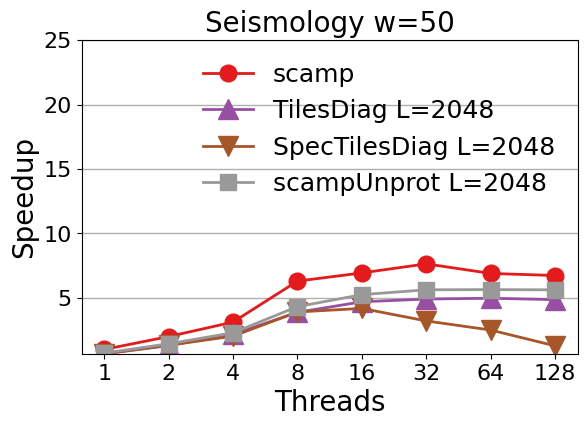 Seismology w=50
25
20
15
10
5
Speedup
scamp
TilesDiag L=2048
SpecTilesDiag L=2048
scampUnprot L=2048
1 2 4 8 16 32 64 128
Threads